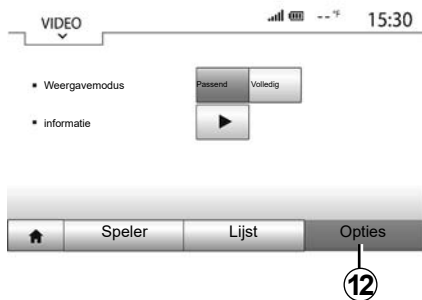 VIDEO
-- °F 15:30
▪ Weergavemodus Passend Volledig
▪ informatie
Speler Lijst Opties
12